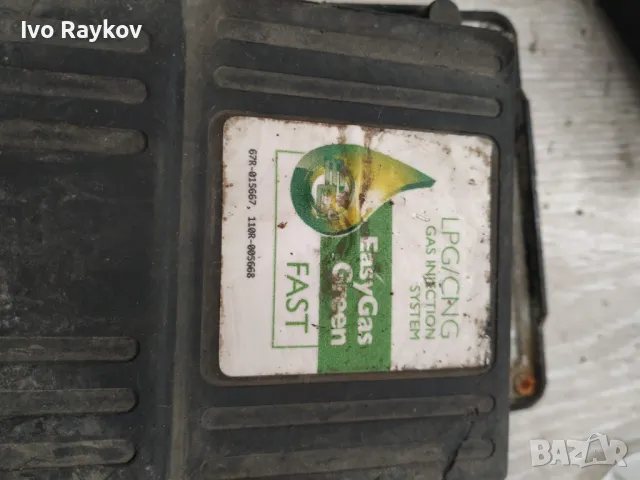 Ivo Raykov
LPG/CNG
GAS INJECTION
SYSTEM
EasyGas
Green
FAST
67R-015667, 110R-005668
BAZAR